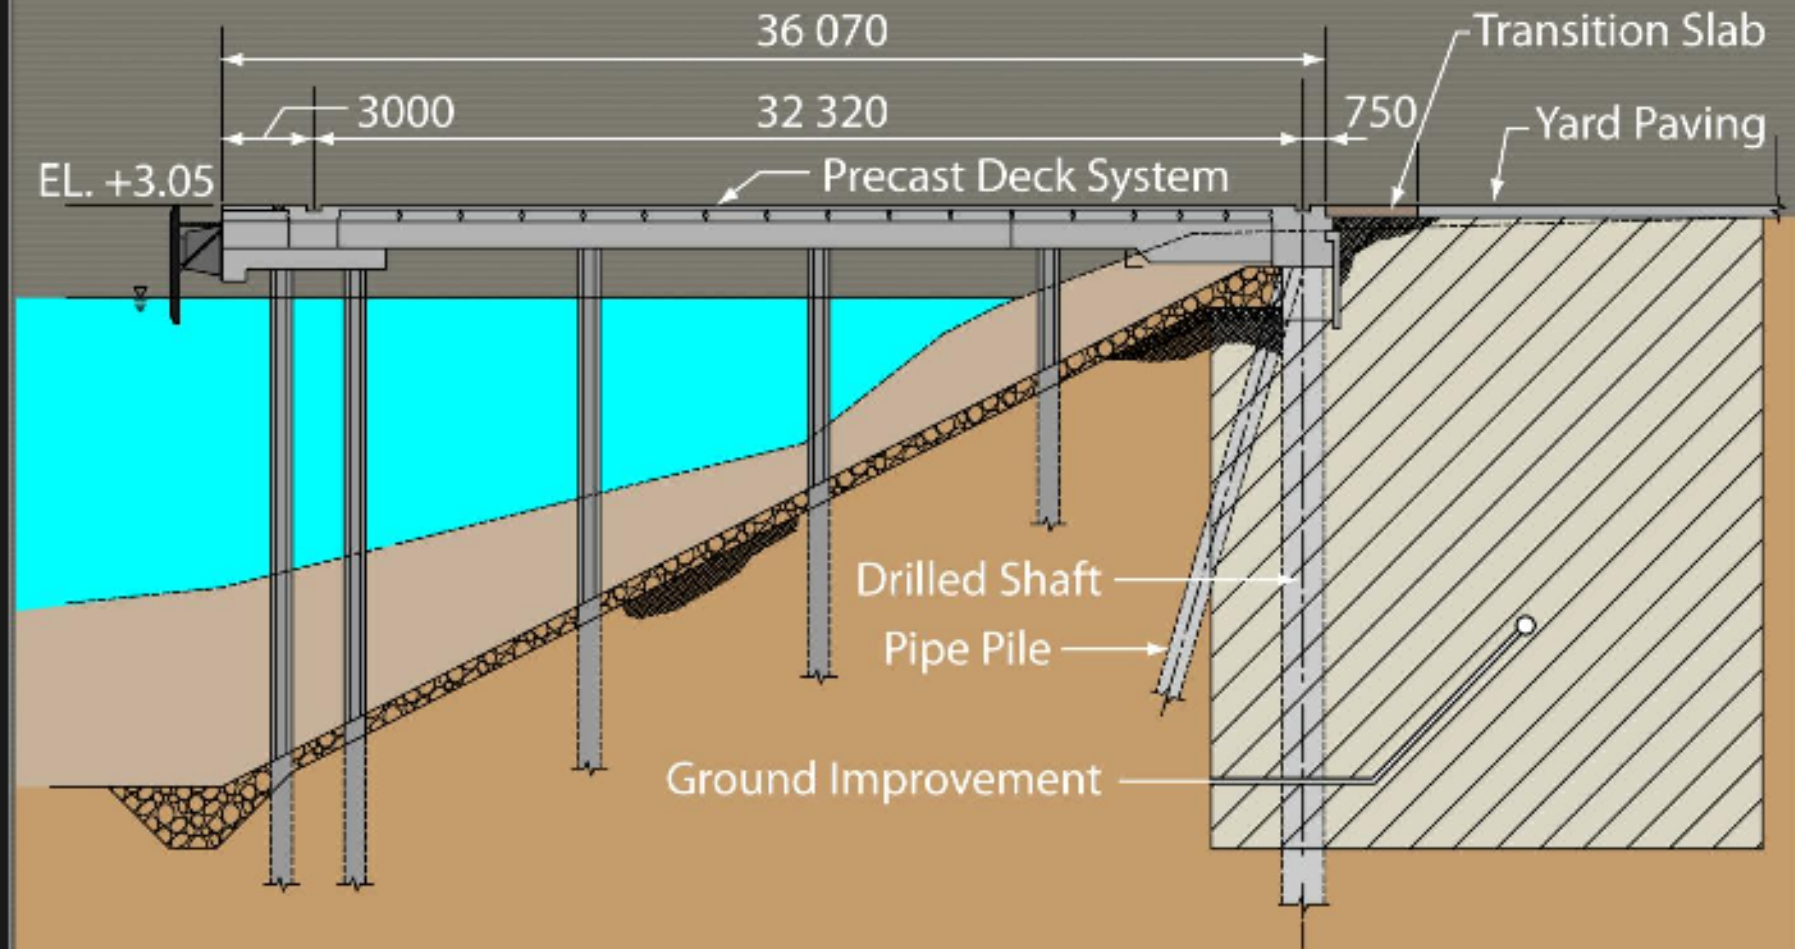 36 070
Transition Slab
3000
32 320
750
Yard Paving
EL. +3.05
Precast Deck System
Drilled Shaft
Pipe Pile
Ground Improvement